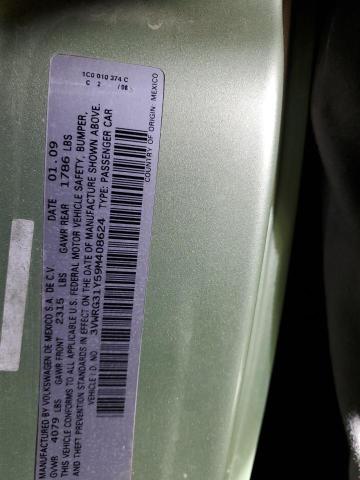 MANUFACTURED BY VOLKSWAGEN DE MEXICO S.A. DE C.V. DATE 01.09
GVWR 4079 LBS GAWR FRONT 2315 LBS GAWR REAR 1786 LBS
THIS VEHICLE CONFORMS TO ALL APPLICABLE U.S. FEDERAL MOTOR VEHICLE SAFETY, BUMPER,
AND THEFT PREVENTION STANDARDS IN EFFECT ON THE DATE OF MANUFACTURE SHOWN ABOVE.
VEHICLE I.D. NO. 3VWRG31Y59M408624 TYPE: PASSENGER CAR
1C0 010 374 C
C 2 /08
COUNTRY OF ORIGIN: MEXICO